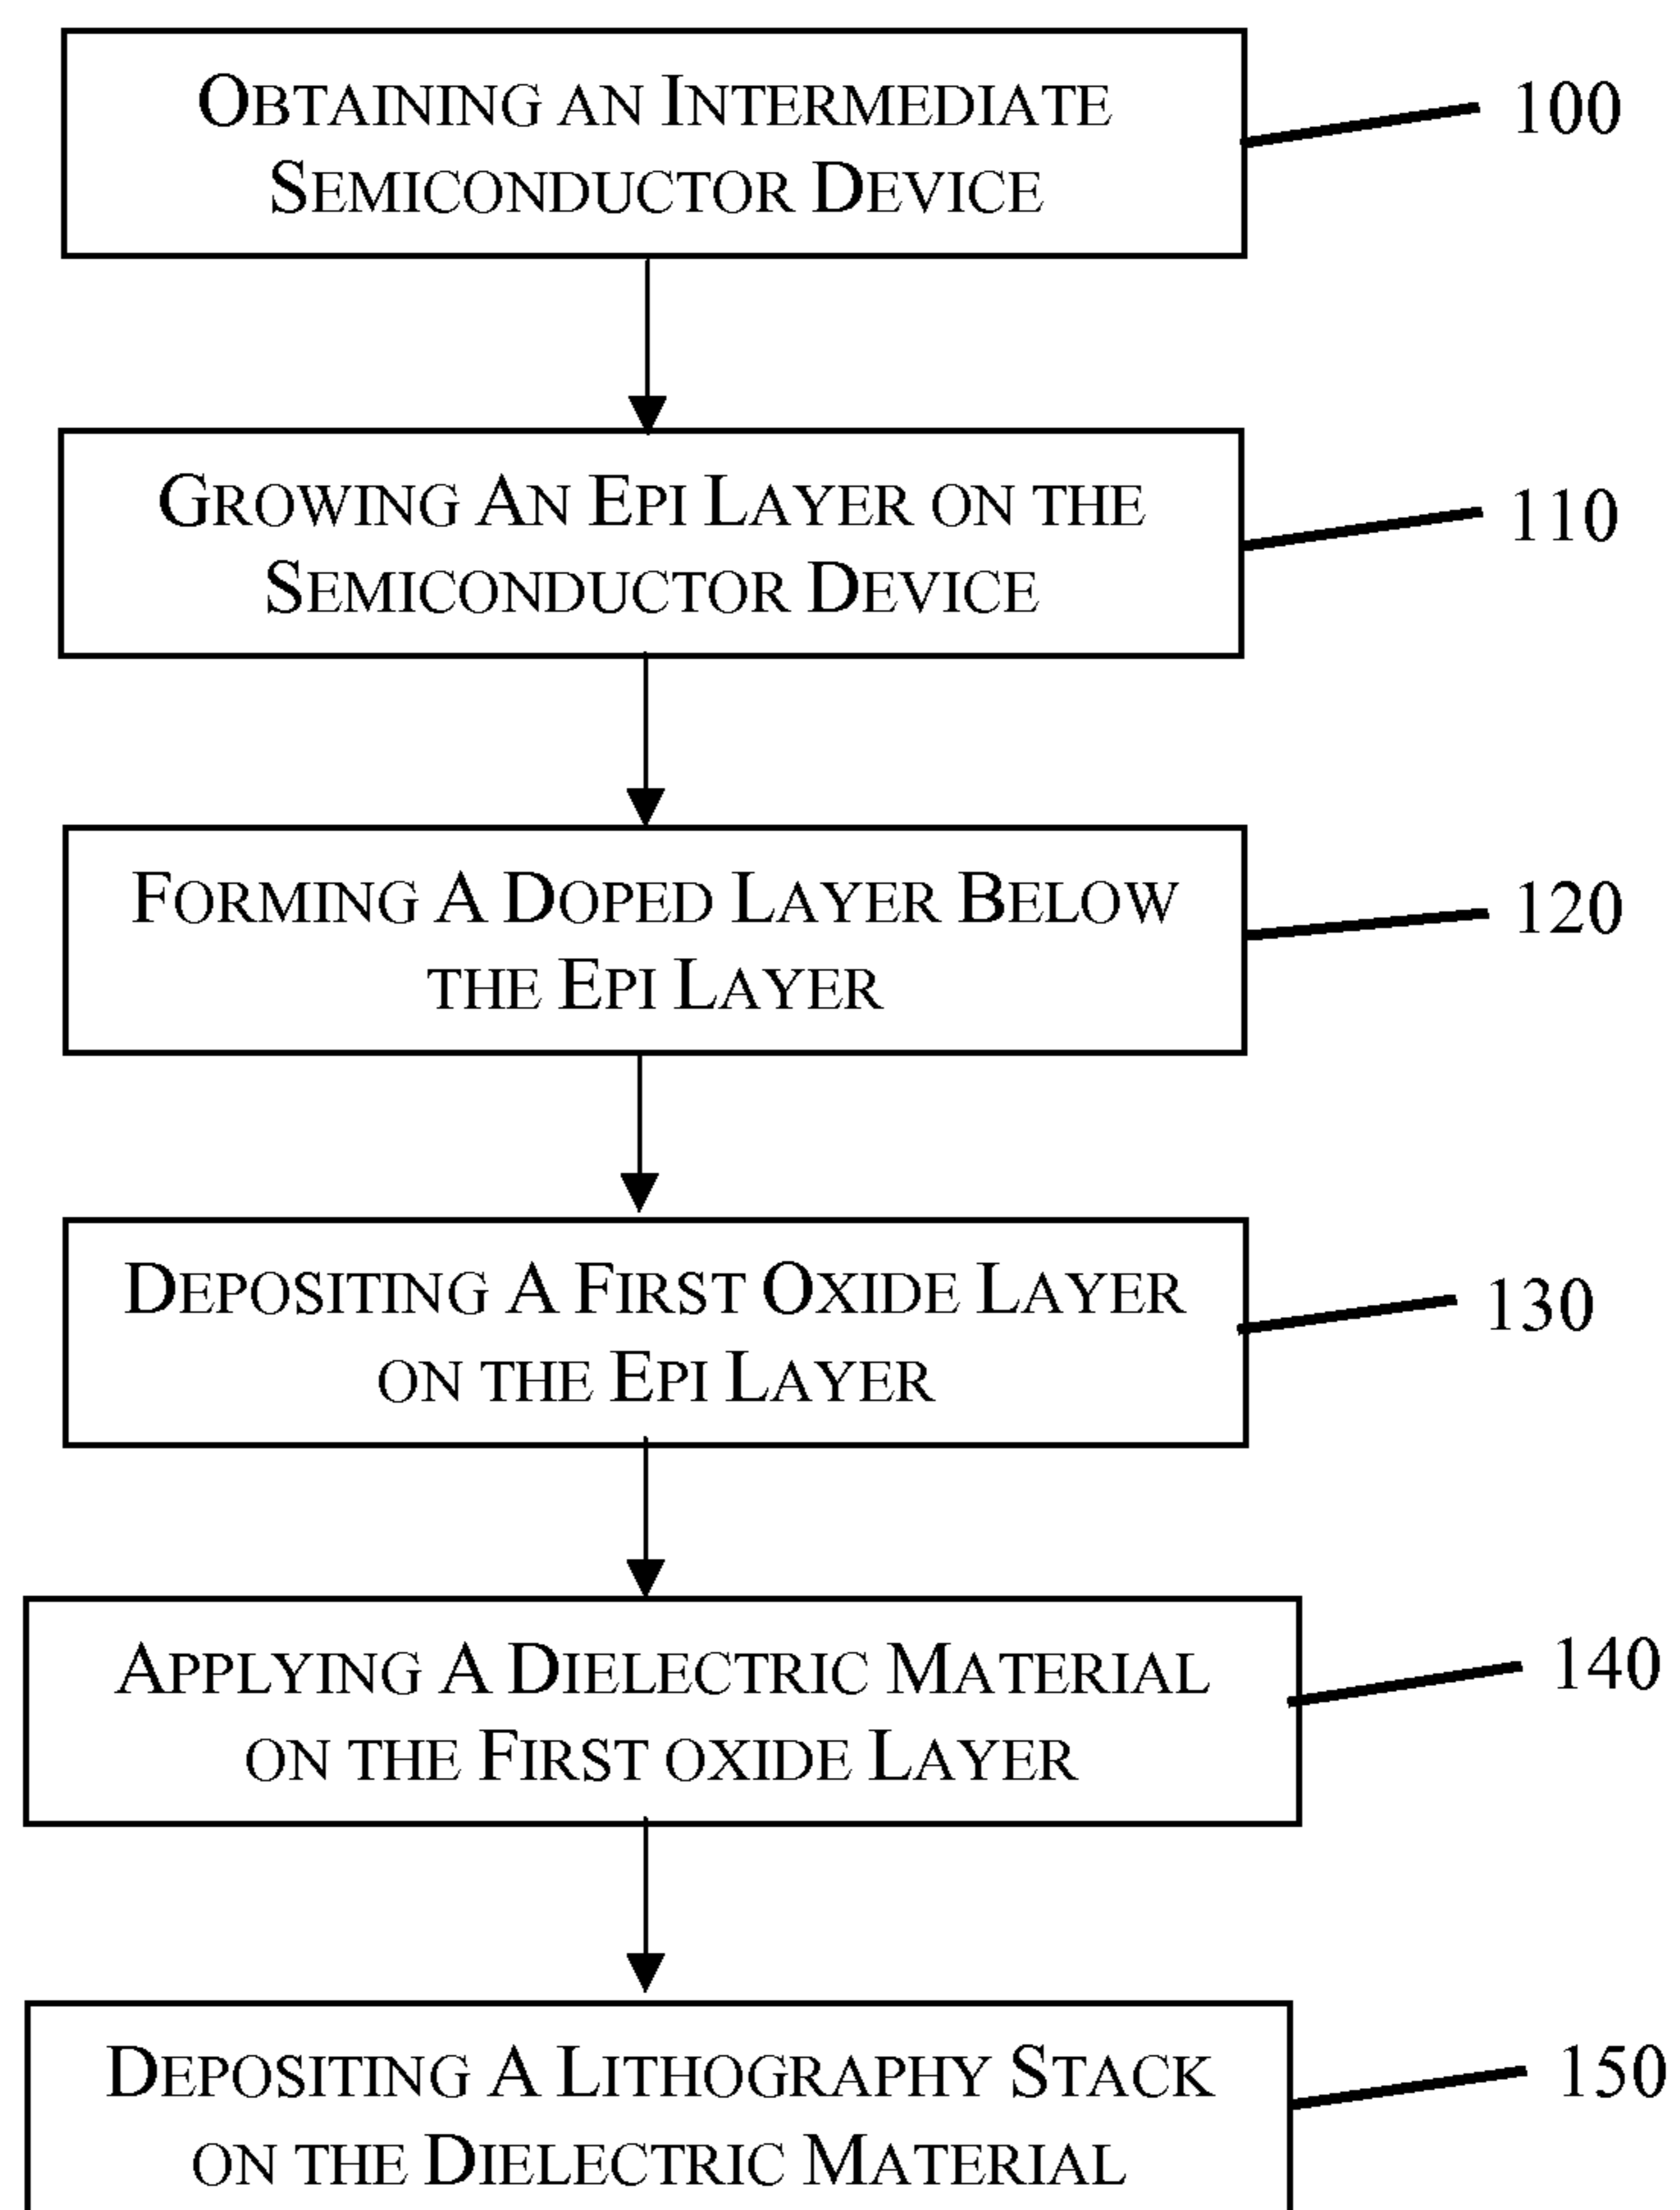 Obtaining an Intermediate
Semiconductor Device
100
Growing An Epi Layer on the
Semiconductor Device
110
Forming A Doped Layer Below
the Epi Layer
120
Depositing A First Oxide Layer
on the Epi Layer
130
Applying A Dielectric Material
on the First oxide Layer
140
Depositing A Lithography Stack
on the Dielectric Material
150